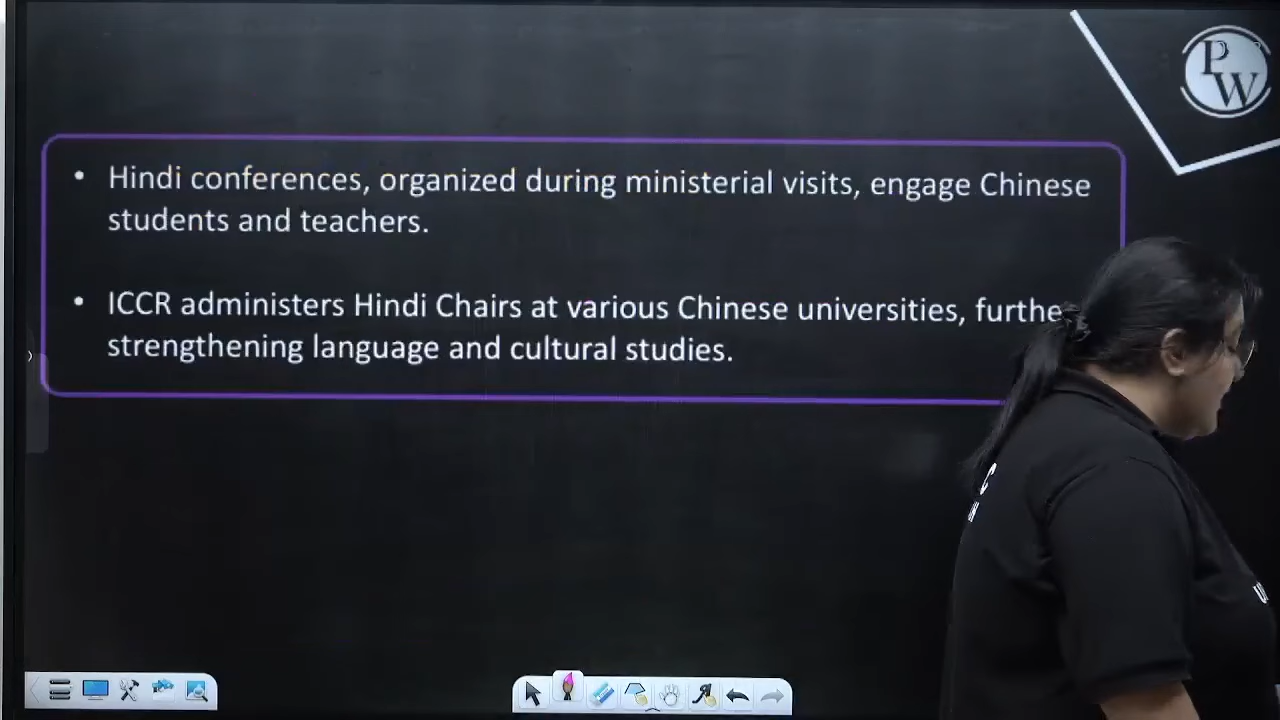 PW
• Hindi conferences, organized during ministerial visits, engage Chinese
students and teachers.
• ICCR administers Hindi Chairs at various Chinese universities,
strengthening language and cultural studies.